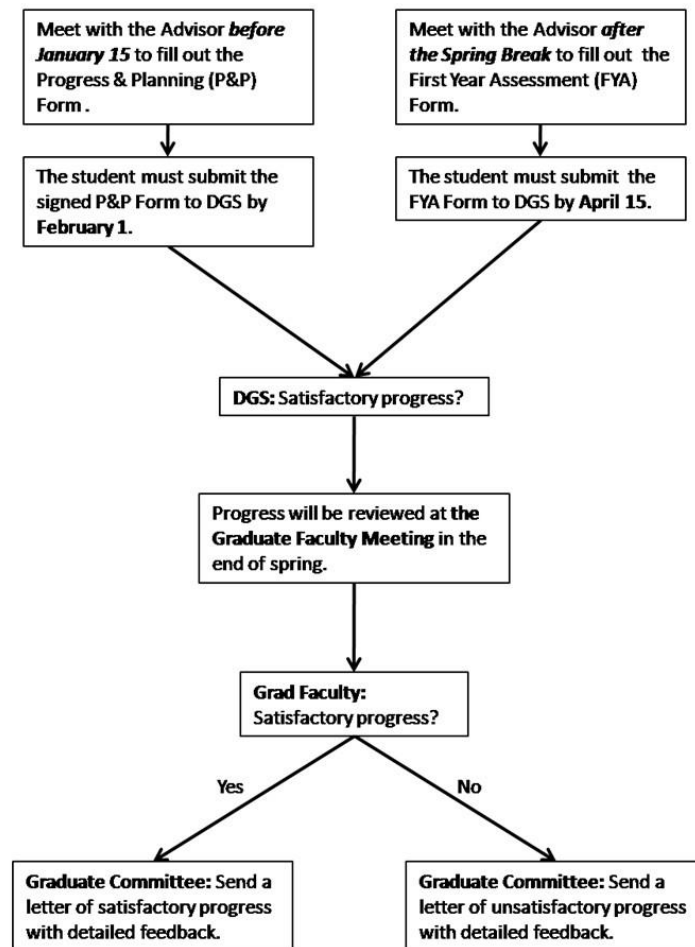 Meet with the Advisor before
January 15 to fill out the
Progress & Planning (P&P)
Form .
Meet with the Advisor after
the Spring Break to fill out  the
First Year Assessment (FYA)
Form.
The student must submit the
signed P&P Form to DGS by
February 1.
The student must submit  the
FYA Form to DGS by April 15.
DGS: Satisfactory progress?
Progress will be reviewed at the
Graduate Faculty Meeting in the
end of spring.
Grad Faculty:
Satisfactory progress?
Yes
No
Graduate Committee: Send a
letter of satisfactory progress
with detailed feedback.
Graduate Committee: Send a
letter of unsatisfactory progress
with detailed feedback.